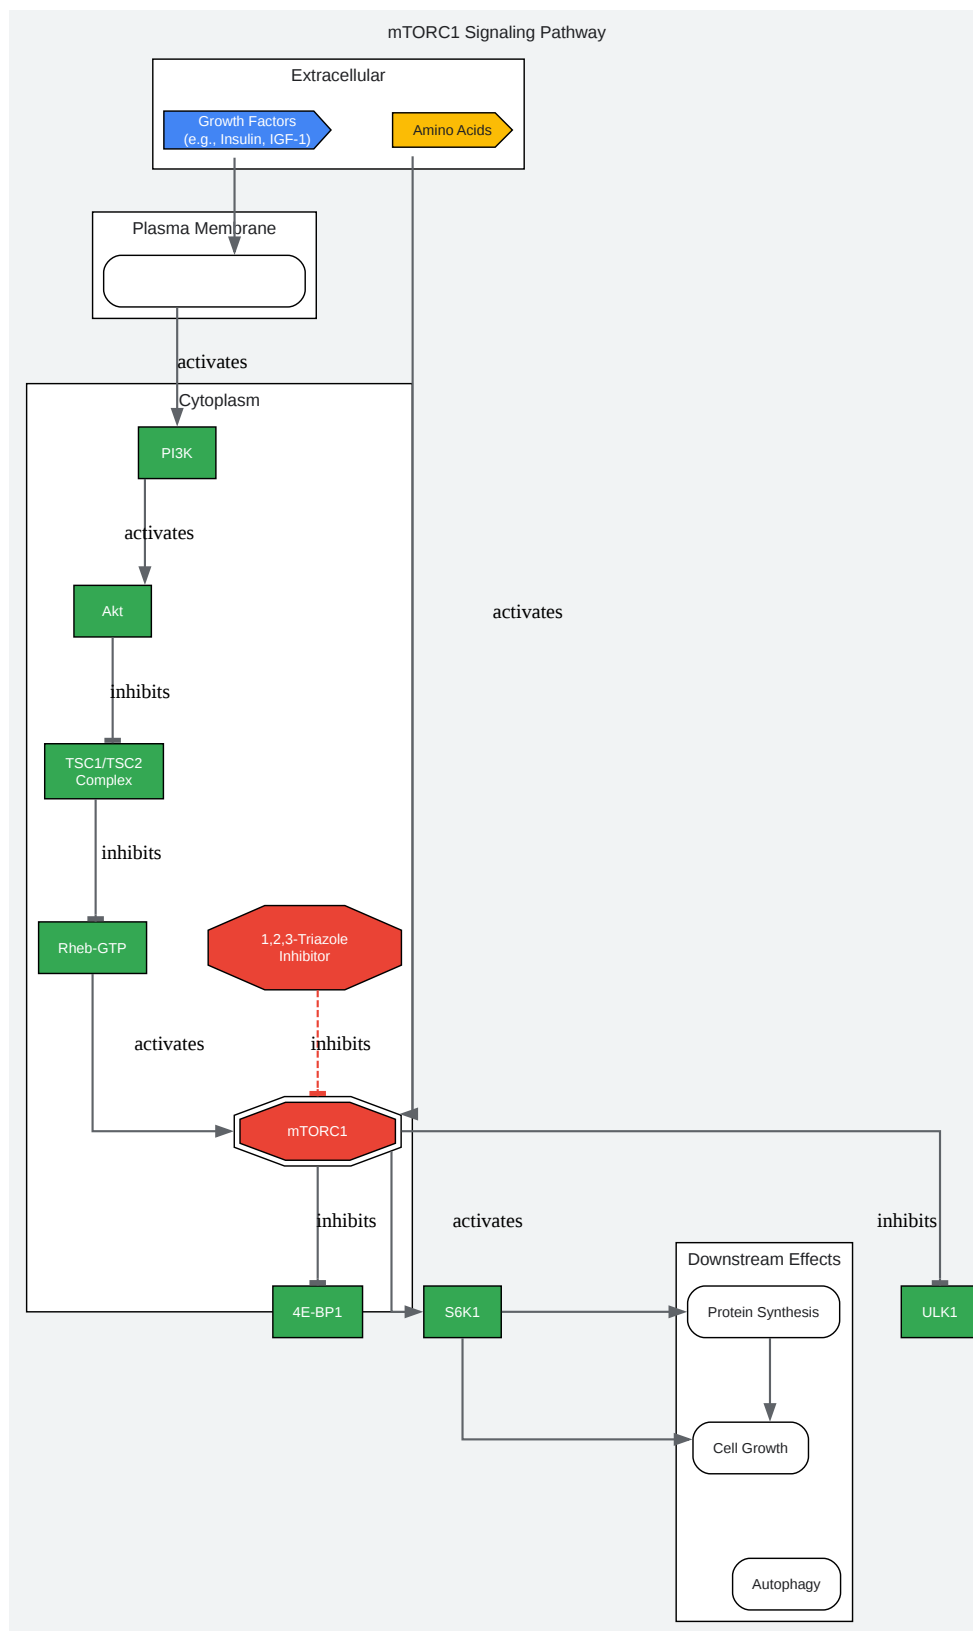 mTORC1 Signaling Pathway
Extracellular
Growth Factors
(e.g., Insulin, IGF-1)
Amino Acids
Plasma Membrane
activates
Cytoplasm
PI3K
activates
Akt
activates
inhibits
TSC1/TSC2
Complex
inhibits
Rheb-GTP
1,2,3-Triazole
Inhibitor
activates
inhibits
mTORC1
inhibits
activates
inhibits
Downstream Effects
4E-BP1
S6K1
Protein Synthesis
ULK1
Cell Growth
Autophagy